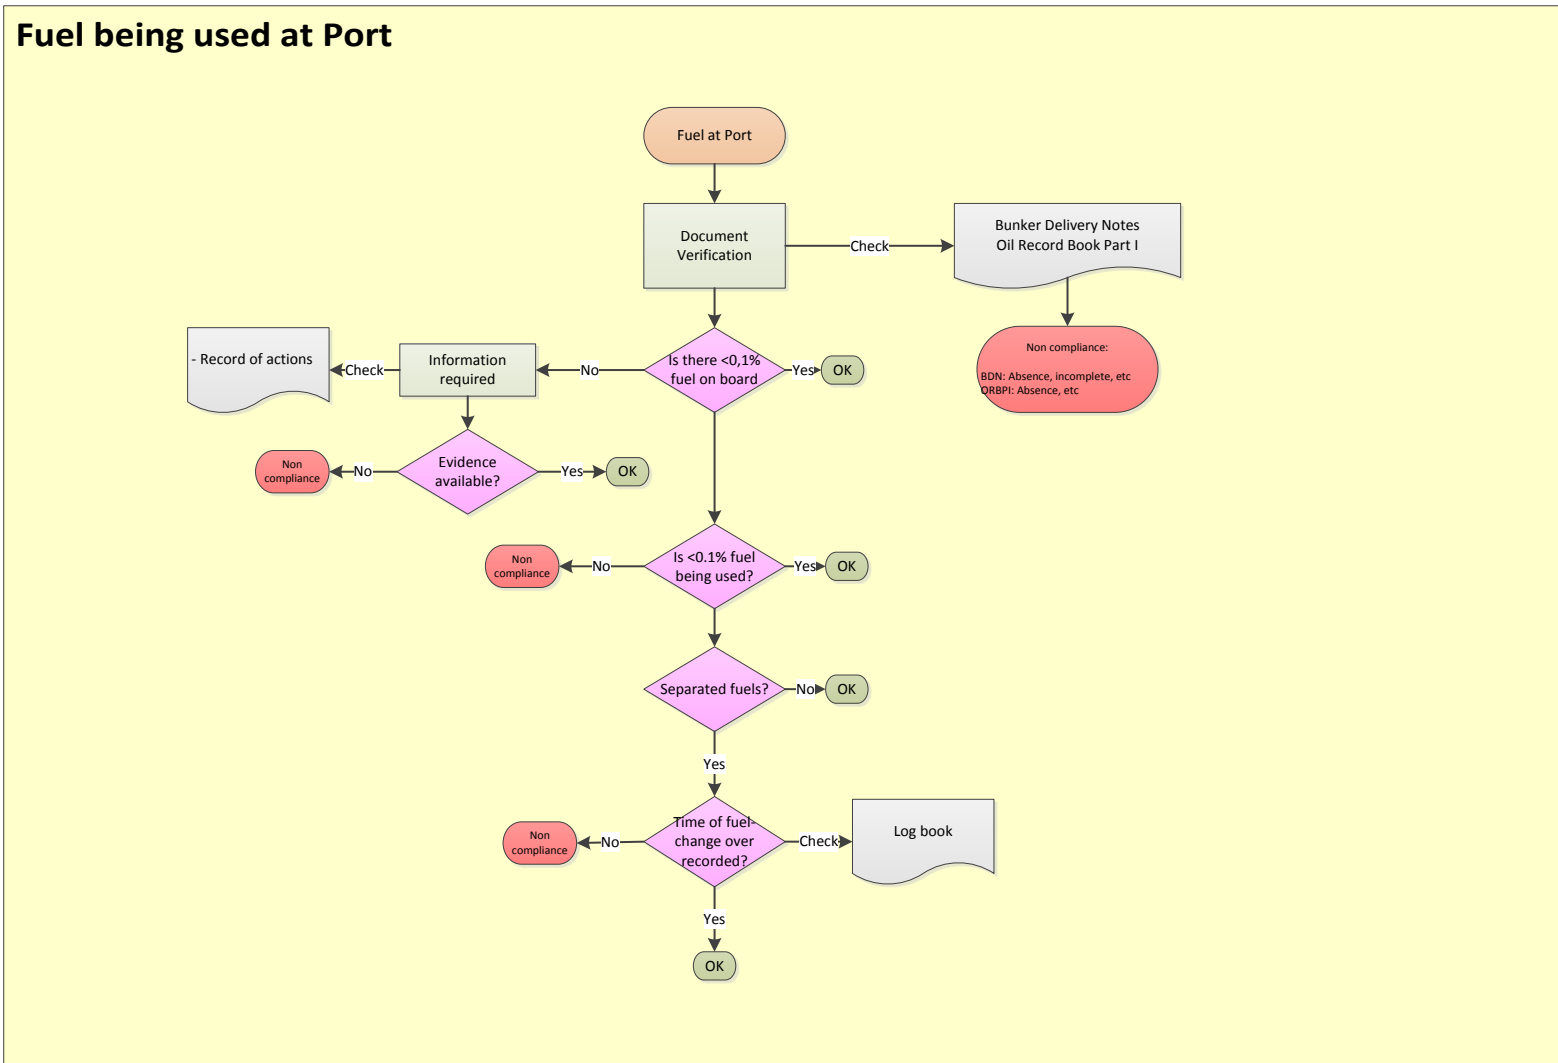 Fuel being used at Port
Fuel at Port
Document
Verification
Check
Bunker Delivery Notes
Oil Record Book Part I
Non compliance:
BDN: Absence, incomplete, etc
ORBPI: Absence, etc
Is there <0,1%
fuel on board
Yes
OK
No
Information
required
Check
- Record of actions
Evidence
available?
No
Non
compliance
Yes
OK
Is <0.1% fuel
being used?
No
Non
compliance
Yes
OK
Separated fuels?
No
OK
Yes
Time of fuel-
change over
recorded?
No
Non
compliance
Check
Log book
Yes
OK